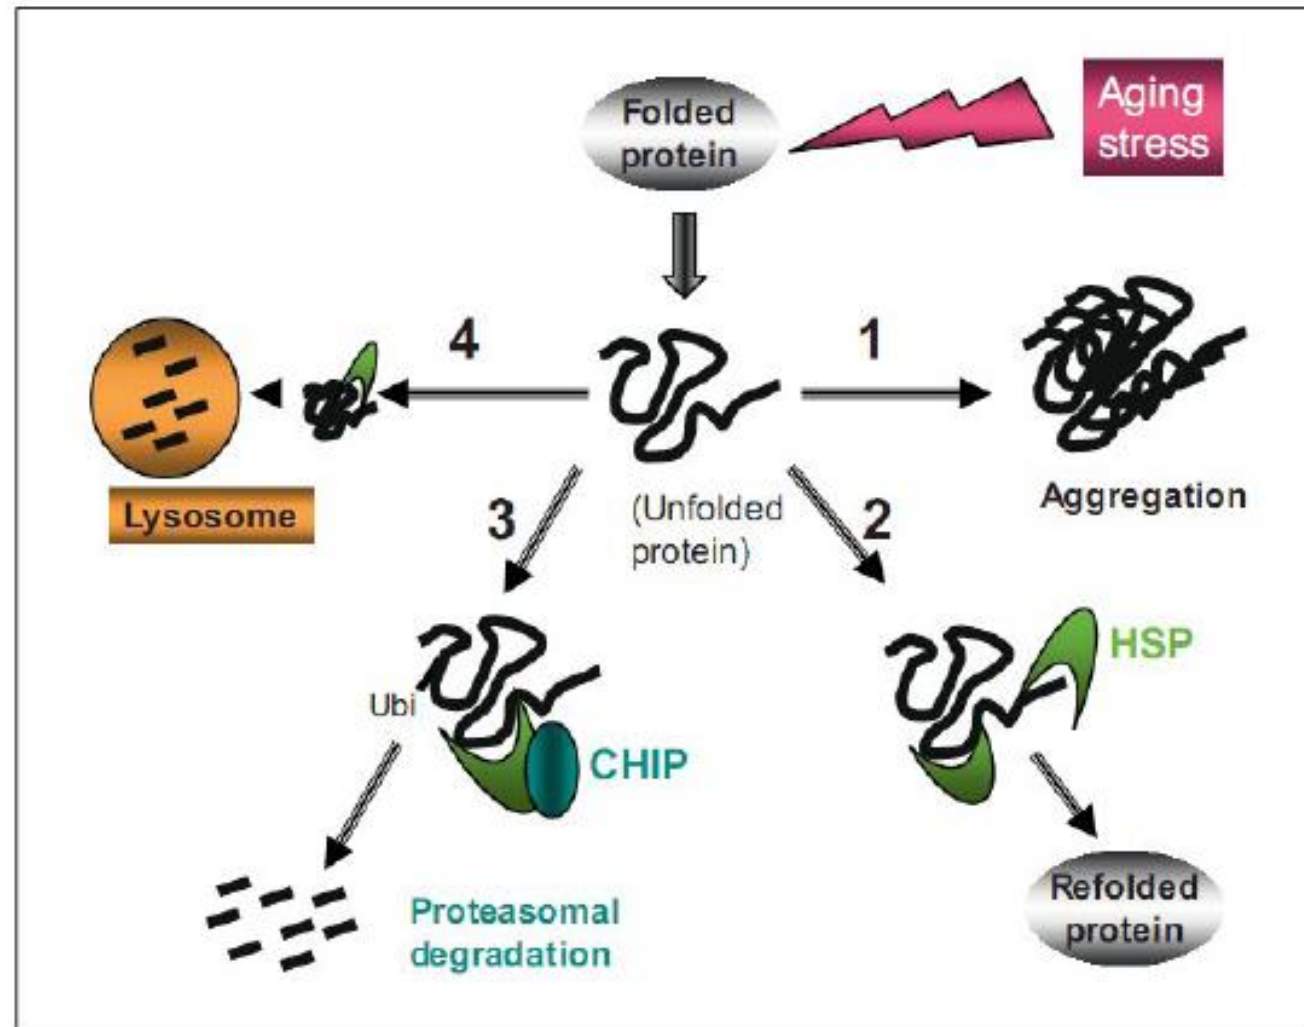 Folded
protein
Aging
stress
4
1
Lysosome
3
(Unfolded
protein)
2
Aggregation
Ubi
CHIP
HSP
Proteasomal
degradation
Refolded
protein